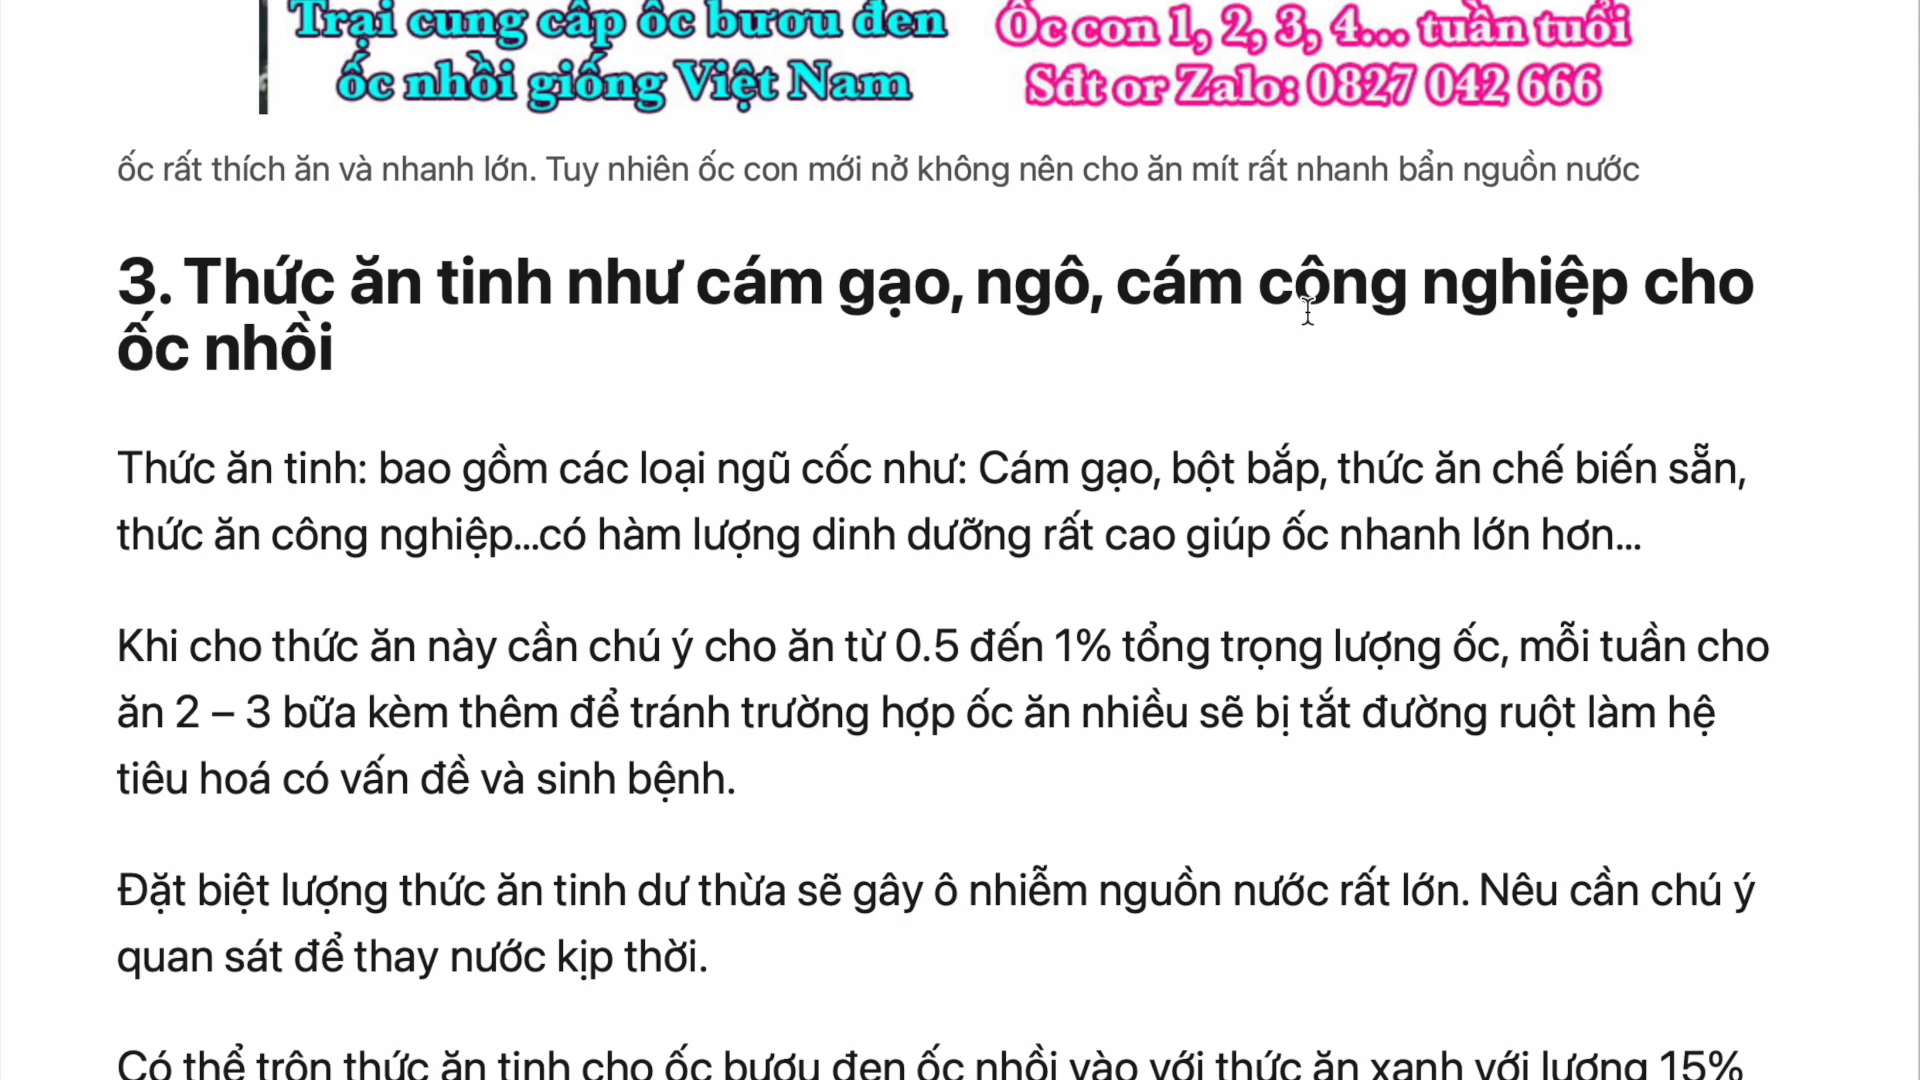 Trại cung cấp ốc bươu đen
ốc nhồi giống Việt Nam
Ốc con 1, 2, 3, 4... tuần tuổi
Sđt or Zalo: 0827 042 666
ốc rất thích ăn và nhanh lớn. Tuy nhiên ốc con mới nở không nên cho ăn mít rất nhanh bẩn nguồn nước
3. Thức ăn tinh như cám gạo, ngô, cám công nghiệp cho
ốc nhồi
Thức ăn tinh: bao gồm các loại ngũ cốc như: Cám gạo, bột bắp, thức ăn chế biến sẵn,
thức ăn công nghiệp...có hàm lượng dinh dưỡng rất cao giúp ốc nhanh lớn hơn...
Khi cho thức ăn này cần chú ý cho ăn từ 0.5 đến 1% tổng trọng lượng ốc, mỗi tuần cho
ăn 2 – 3 bữa kèm thêm để tránh trường hợp ốc ăn nhiều sẽ bị tắt đường ruột làm hệ
tiêu hoá có vấn đề và sinh bệnh.
Đặt biệt lượng thức ăn tinh dư thừa sẽ gây ô nhiễm nguồn nước rất lớn. Nêu cần chú ý
quan sát để thay nước kịp thời.
Có thể trộn thức ăn tinh cho ốc bươu đen ốc nhồi vào với thức ăn xanh với lượng 15%